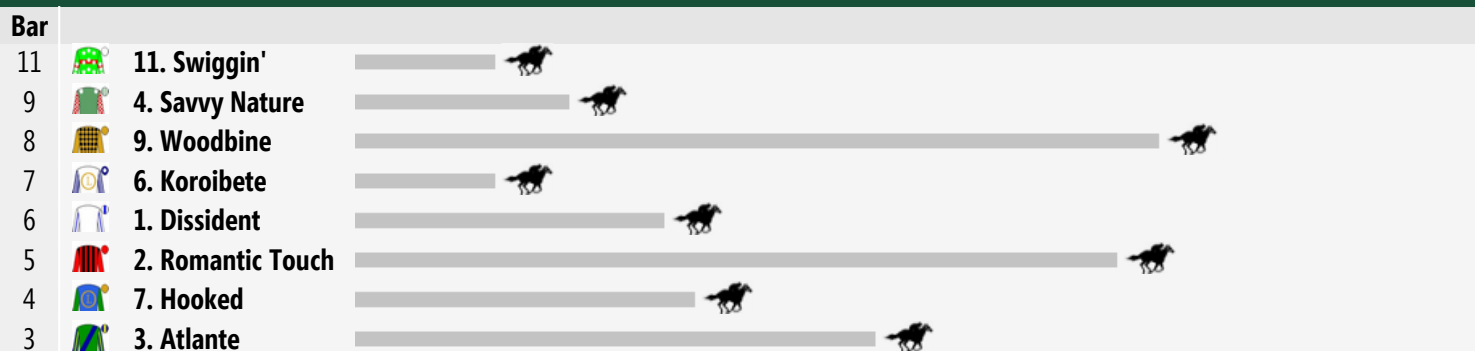 Bar
11 11. Swiggin'
9 4. Savvy Nature
8 9. Woodbine
7 6. Koroibete
6 1. Dissident
5 2. Romantic Touch
4 7. Hooked
3 3. Atlante